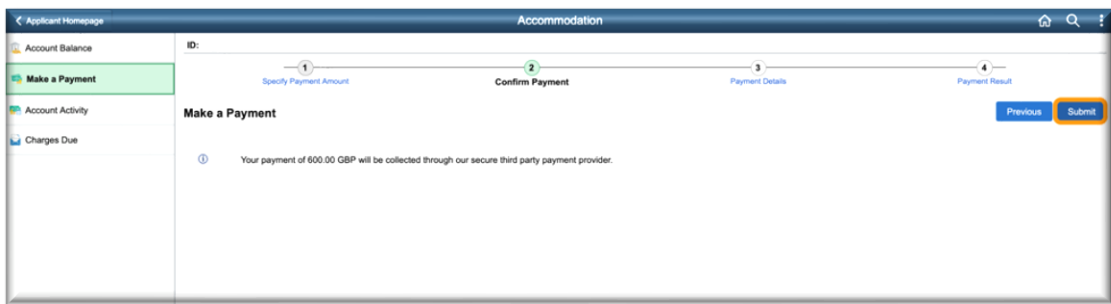 Applicant Homepage
Accommodation
Account Balance
Make a Payment
Account Activity
Charges Due
ID:
1
Specify Payment Amount
2
Confirm Payment
3
Payment Details
4
Payment Result
Make a Payment
Previous
Submit
Your payment of 600.00 GBP will be collected through our secure third party payment provider.